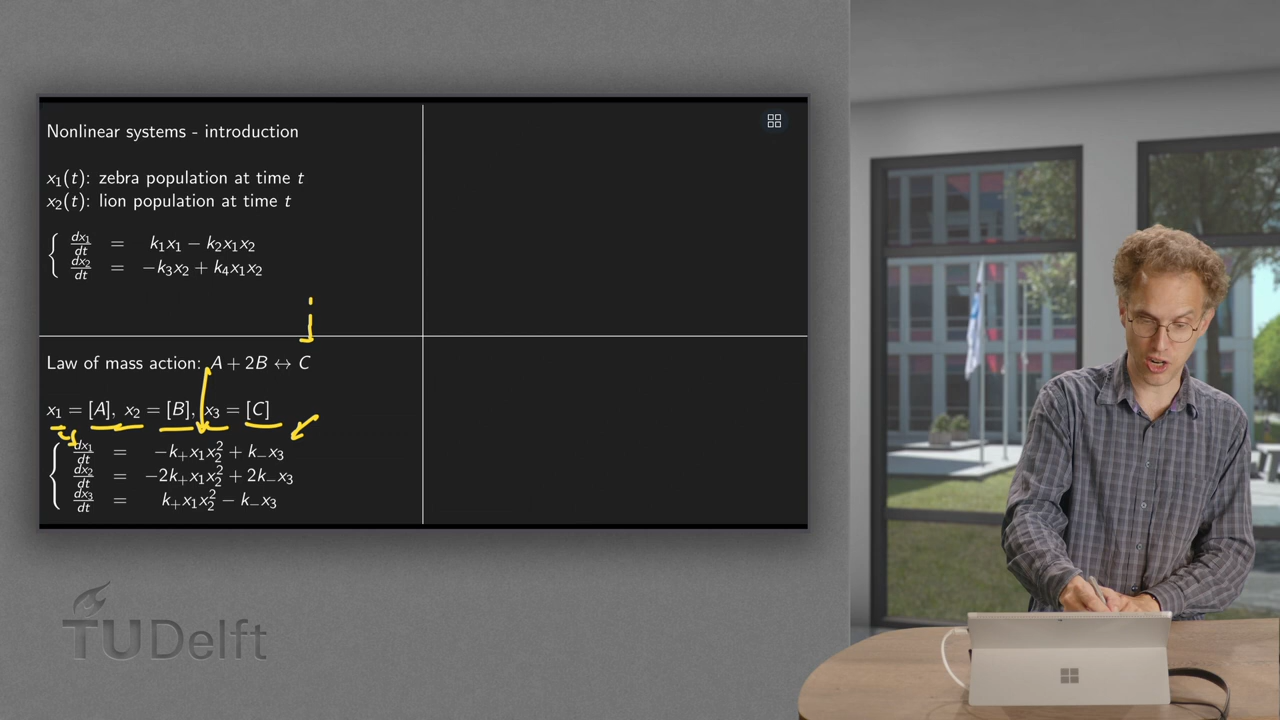 Nonlinear systems - introduction
x₁(t): zebra population at time t
x₂(t): lion population at time t
dx₁/dt = k₁x₁ − k₂x₁x₂
dx₂/dt = −k₃x₂ + k₄x₁x₂
Law of mass action: A + 2B ↔ C
x₁ = [A], x₂ = [B], x₃ = [C]
dx₁/dt = −k₊x₁x₂² + k₋x₃
dx₂/dt = −2k₊x₁x₂² + 2k₋x₃
dx₃/dt = k₊x₁x₂² − k₋x₃
TUDelft